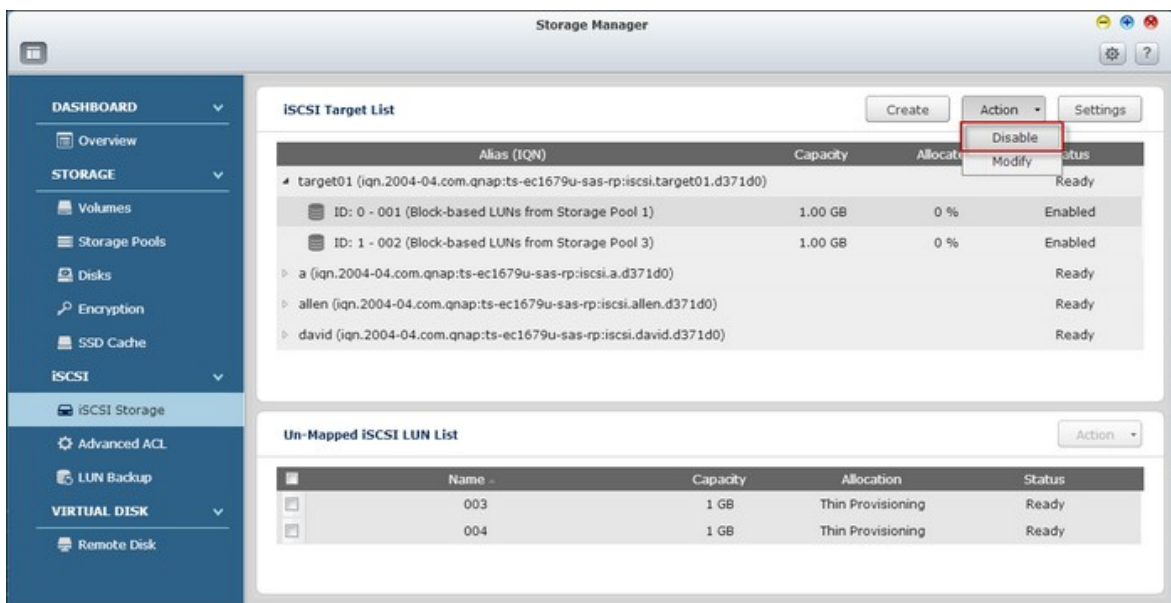 Storage Manager
?
DASHBOARD
Overview
STORAGE
Volumes
Storage Pools
Disks
Encryption
SSD Cache
iSCSI
iSCSI Storage
Advanced ACL
LUN Backup
VIRTUAL DISK
Remote Disk
iSCSI Target List
Create
Action
Settings
Disable
Modify
Alias (IQN) Capacity Allocate atus
target01 (iqn.2004-04.com.qnap:ts-ec1679u-sas-rp:iscsi.target01.d371d0) Ready
ID: 0 - 001 (Block-based LUNs from Storage Pool 1) 1.00 GB 0 % Enabled
ID: 1 - 002 (Block-based LUNs from Storage Pool 3) 1.00 GB 0 % Enabled
a (iqn.2004-04.com.qnap:ts-ec1679u-sas-rp:iscsi.a.d371d0) Ready
allen (iqn.2004-04.com.qnap:ts-ec1679u-sas-rp:iscsi.allen.d371d0) Ready
david (iqn.2004-04.com.qnap:ts-ec1679u-sas-rp:iscsi.david.d371d0) Ready
Un-Mapped iSCSI LUN List
Action
Name Capacity Allocation Status
003 1 GB Thin Provisioning Ready
004 1 GB Thin Provisioning Ready